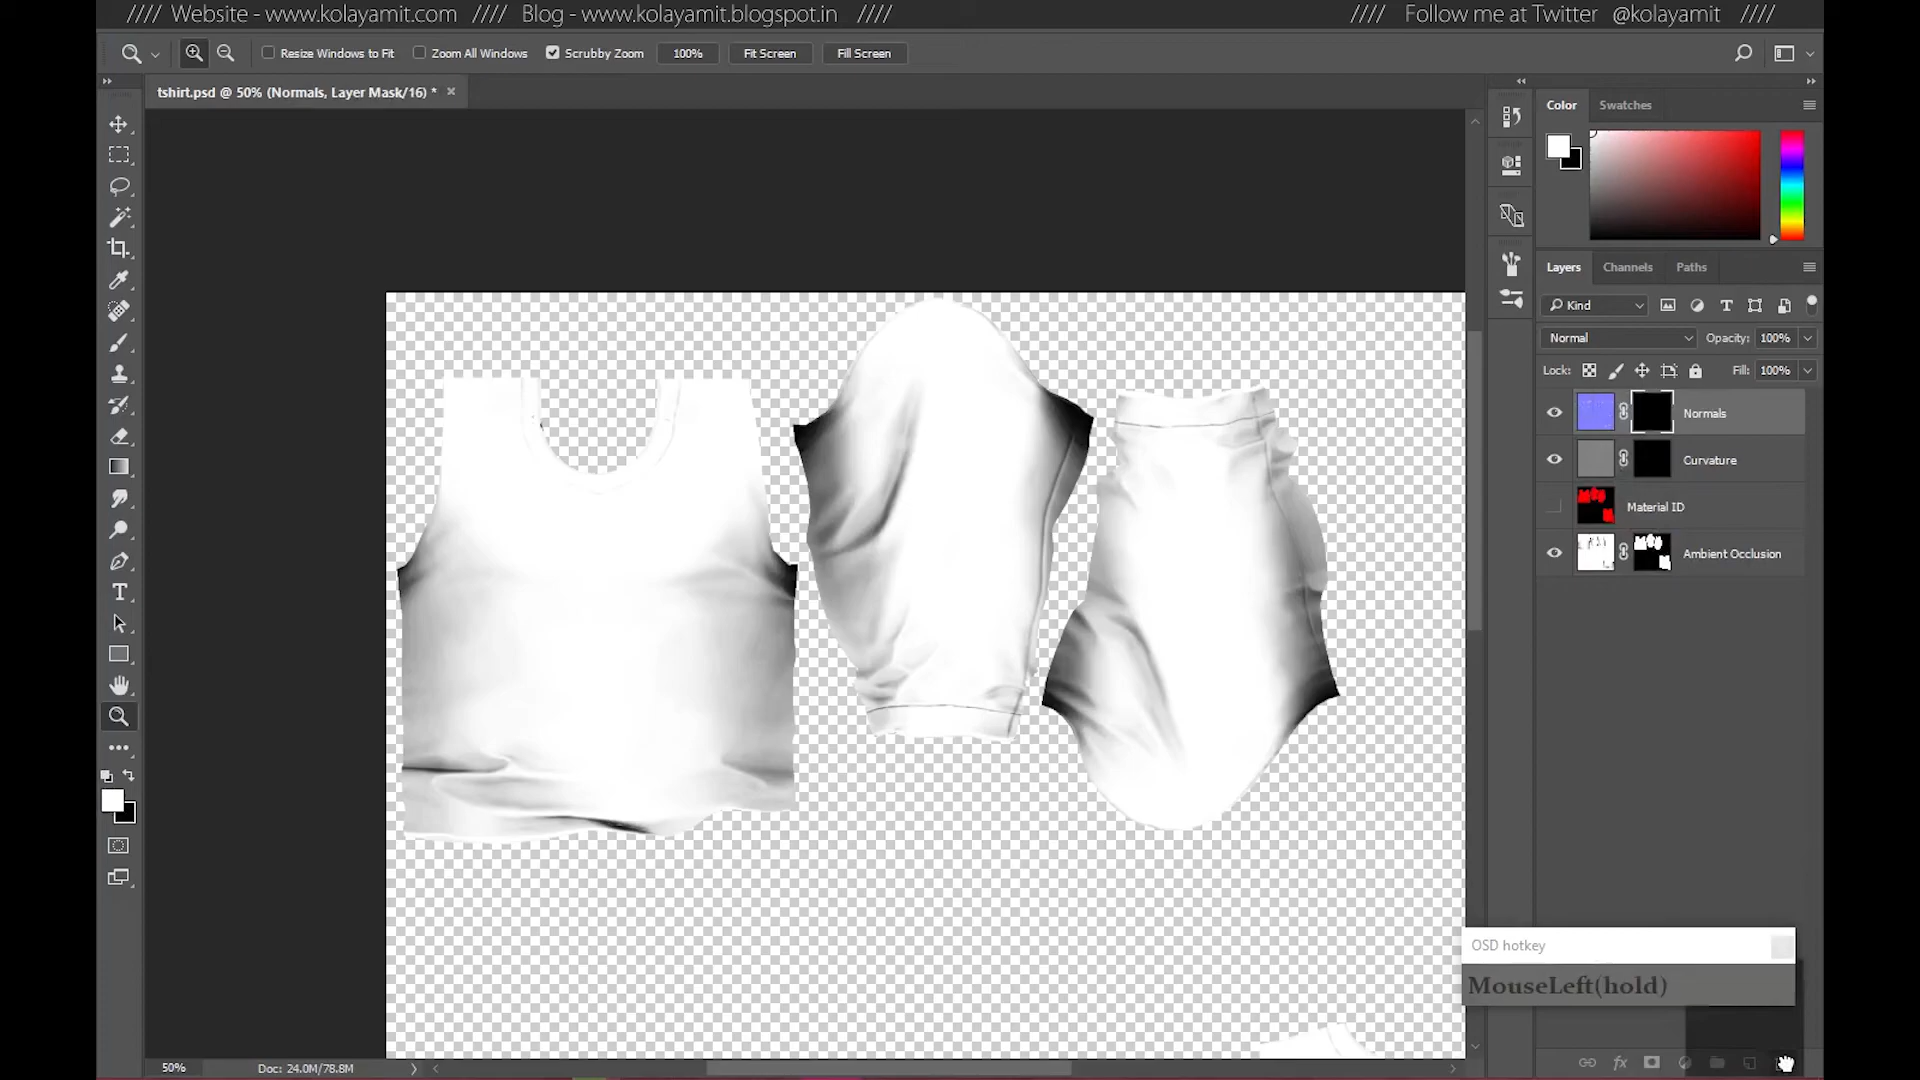 //// Website - www.kolayamit.com //// Blog - www.kolayamit.blogspot.in //// //// Follow me at Twitter @kolayamit ////
Resize Windows to Fit Zoom All Windows Scrubby Zoom 100% Fit Screen Fill Screen
tshirt.psd @ 50% (Normals, Layer Mask/16) *
Color Swatches
Layers Channels Paths
Kind
Normal Opacity: 100%
Lock: Fill: 100%
Normals
Curvature
Material ID
Ambient Occlusion
OSD hotkey
MouseLeft(hold)
50% Doc: 24.0M/78.8M